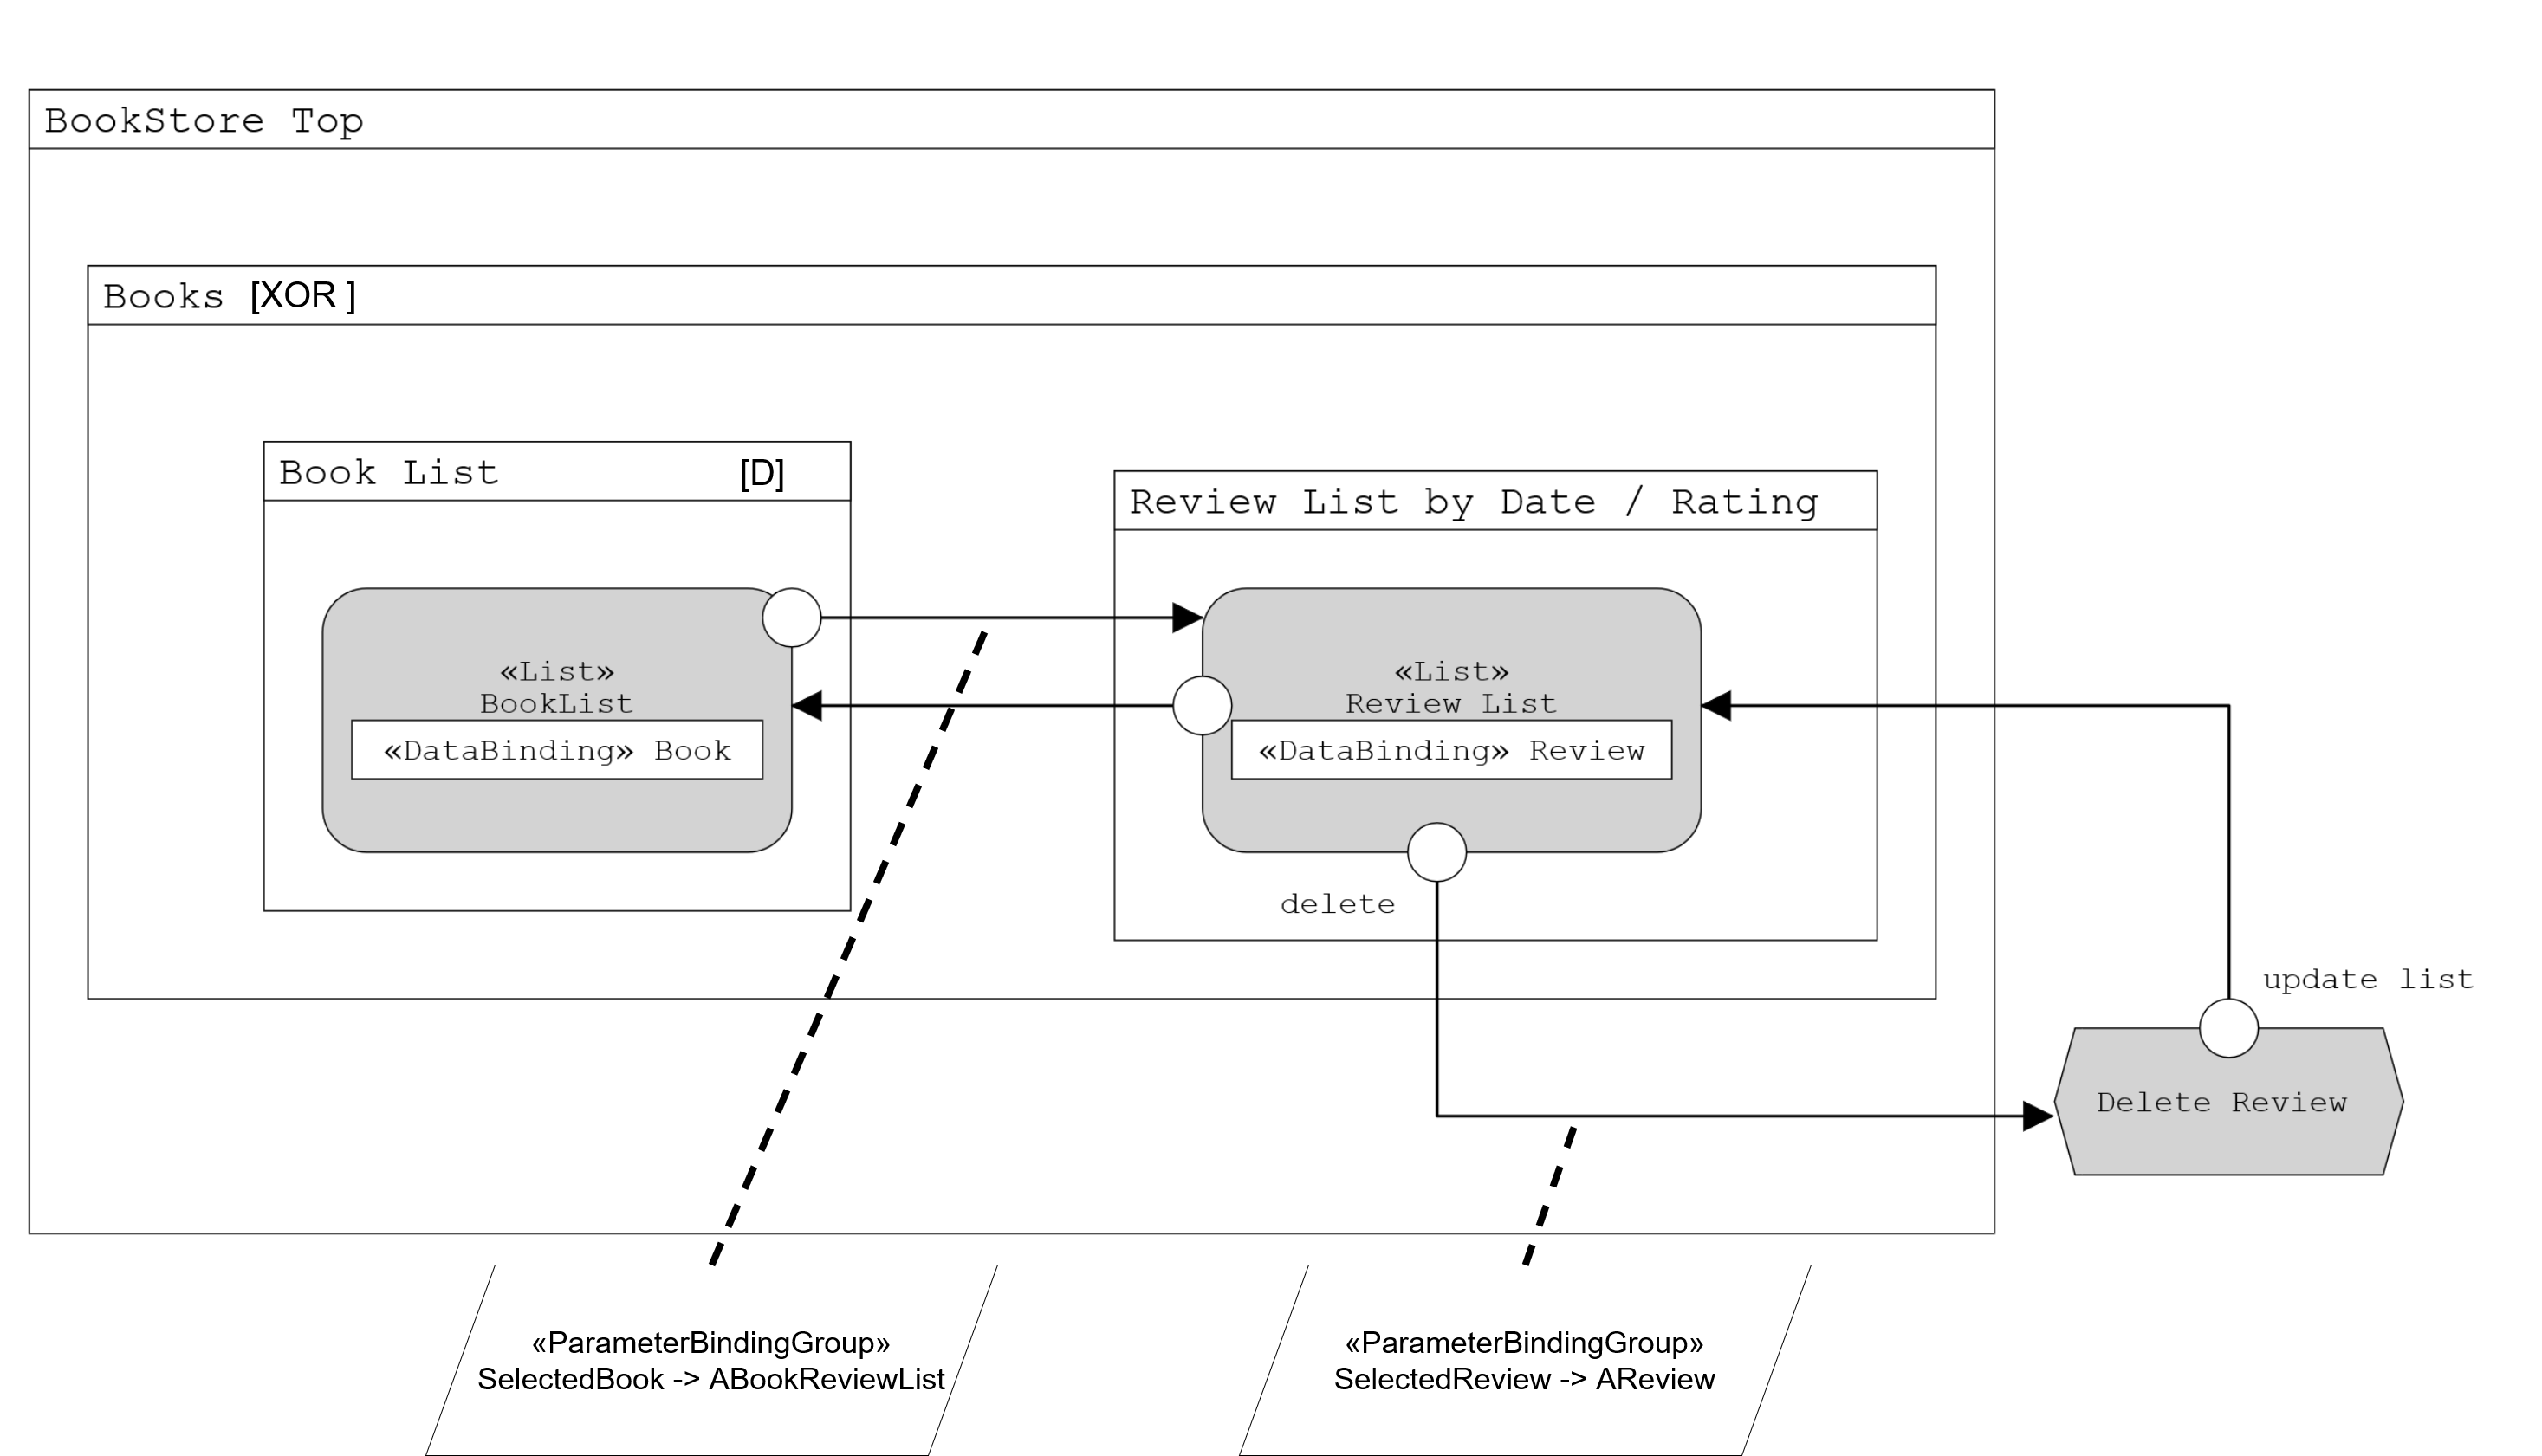 BookStore Top
Books [XOR ]
Book List [D]
Review List by Date / Rating
«List»
BookList
«DataBinding» Book
«List»
Review List
«DataBinding» Review
delete
update list
Delete Review
«ParameterBindingGroup»
SelectedBook -> ABookReviewList
«ParameterBindingGroup»
SelectedReview -> AReview